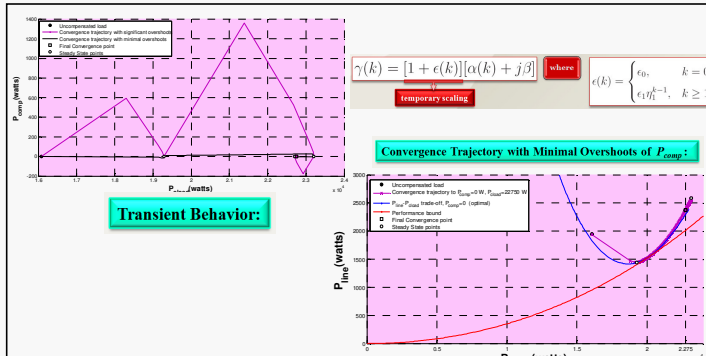 1400
1200
1000
800
600
400
200
0
-200
P_comp(watts)
Uncompensated load
Convergence trajectory with significant overshoots
Convergence trajectory with minimal overshoots
Final Convergence point
Steady State points
1.6 1.7 1.8 1.9 2 2.1 2.2 2.3 2.4
x 10^4
(watts)
Transient Behavior:
γ(k) = [1 + ϵ(k)][α(k) + jβ]
where
temporary scaling
ϵ(k) = { ϵ_0, k = 0
ϵ_1η_1^{k−1}, k ≥
Convergence Trajectory with Minimal Overshoots of P_comp:
3000
2500
2000
1500
1000
500
0
P_line(watts)
Uncompensated load
Convergence trajectory to P_comp=0 W, P_cload=22750 W
P_line-P_cload trade-off, P_comp=0 (optimal)
Performance bound
Final Convergence point
Steady State points
0 0.5 1 1.5 2 2.275